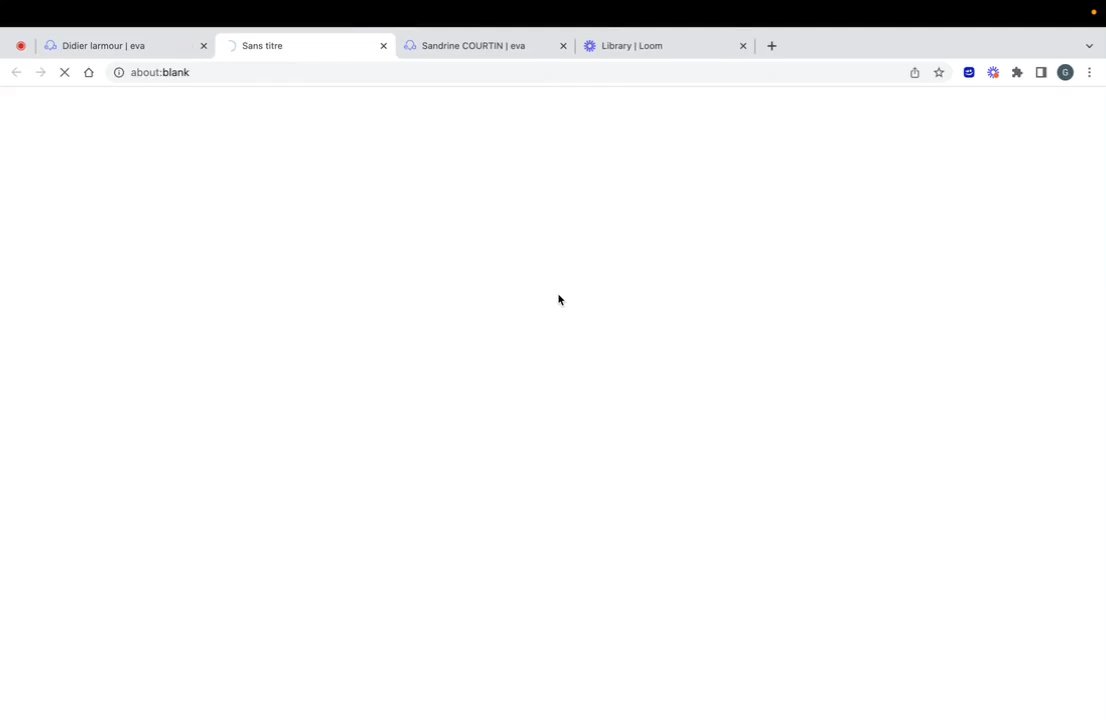 Didier larmour | eva
Sans titre
Sandrine COURTIN | eva
Library | Loom
about:blank
G